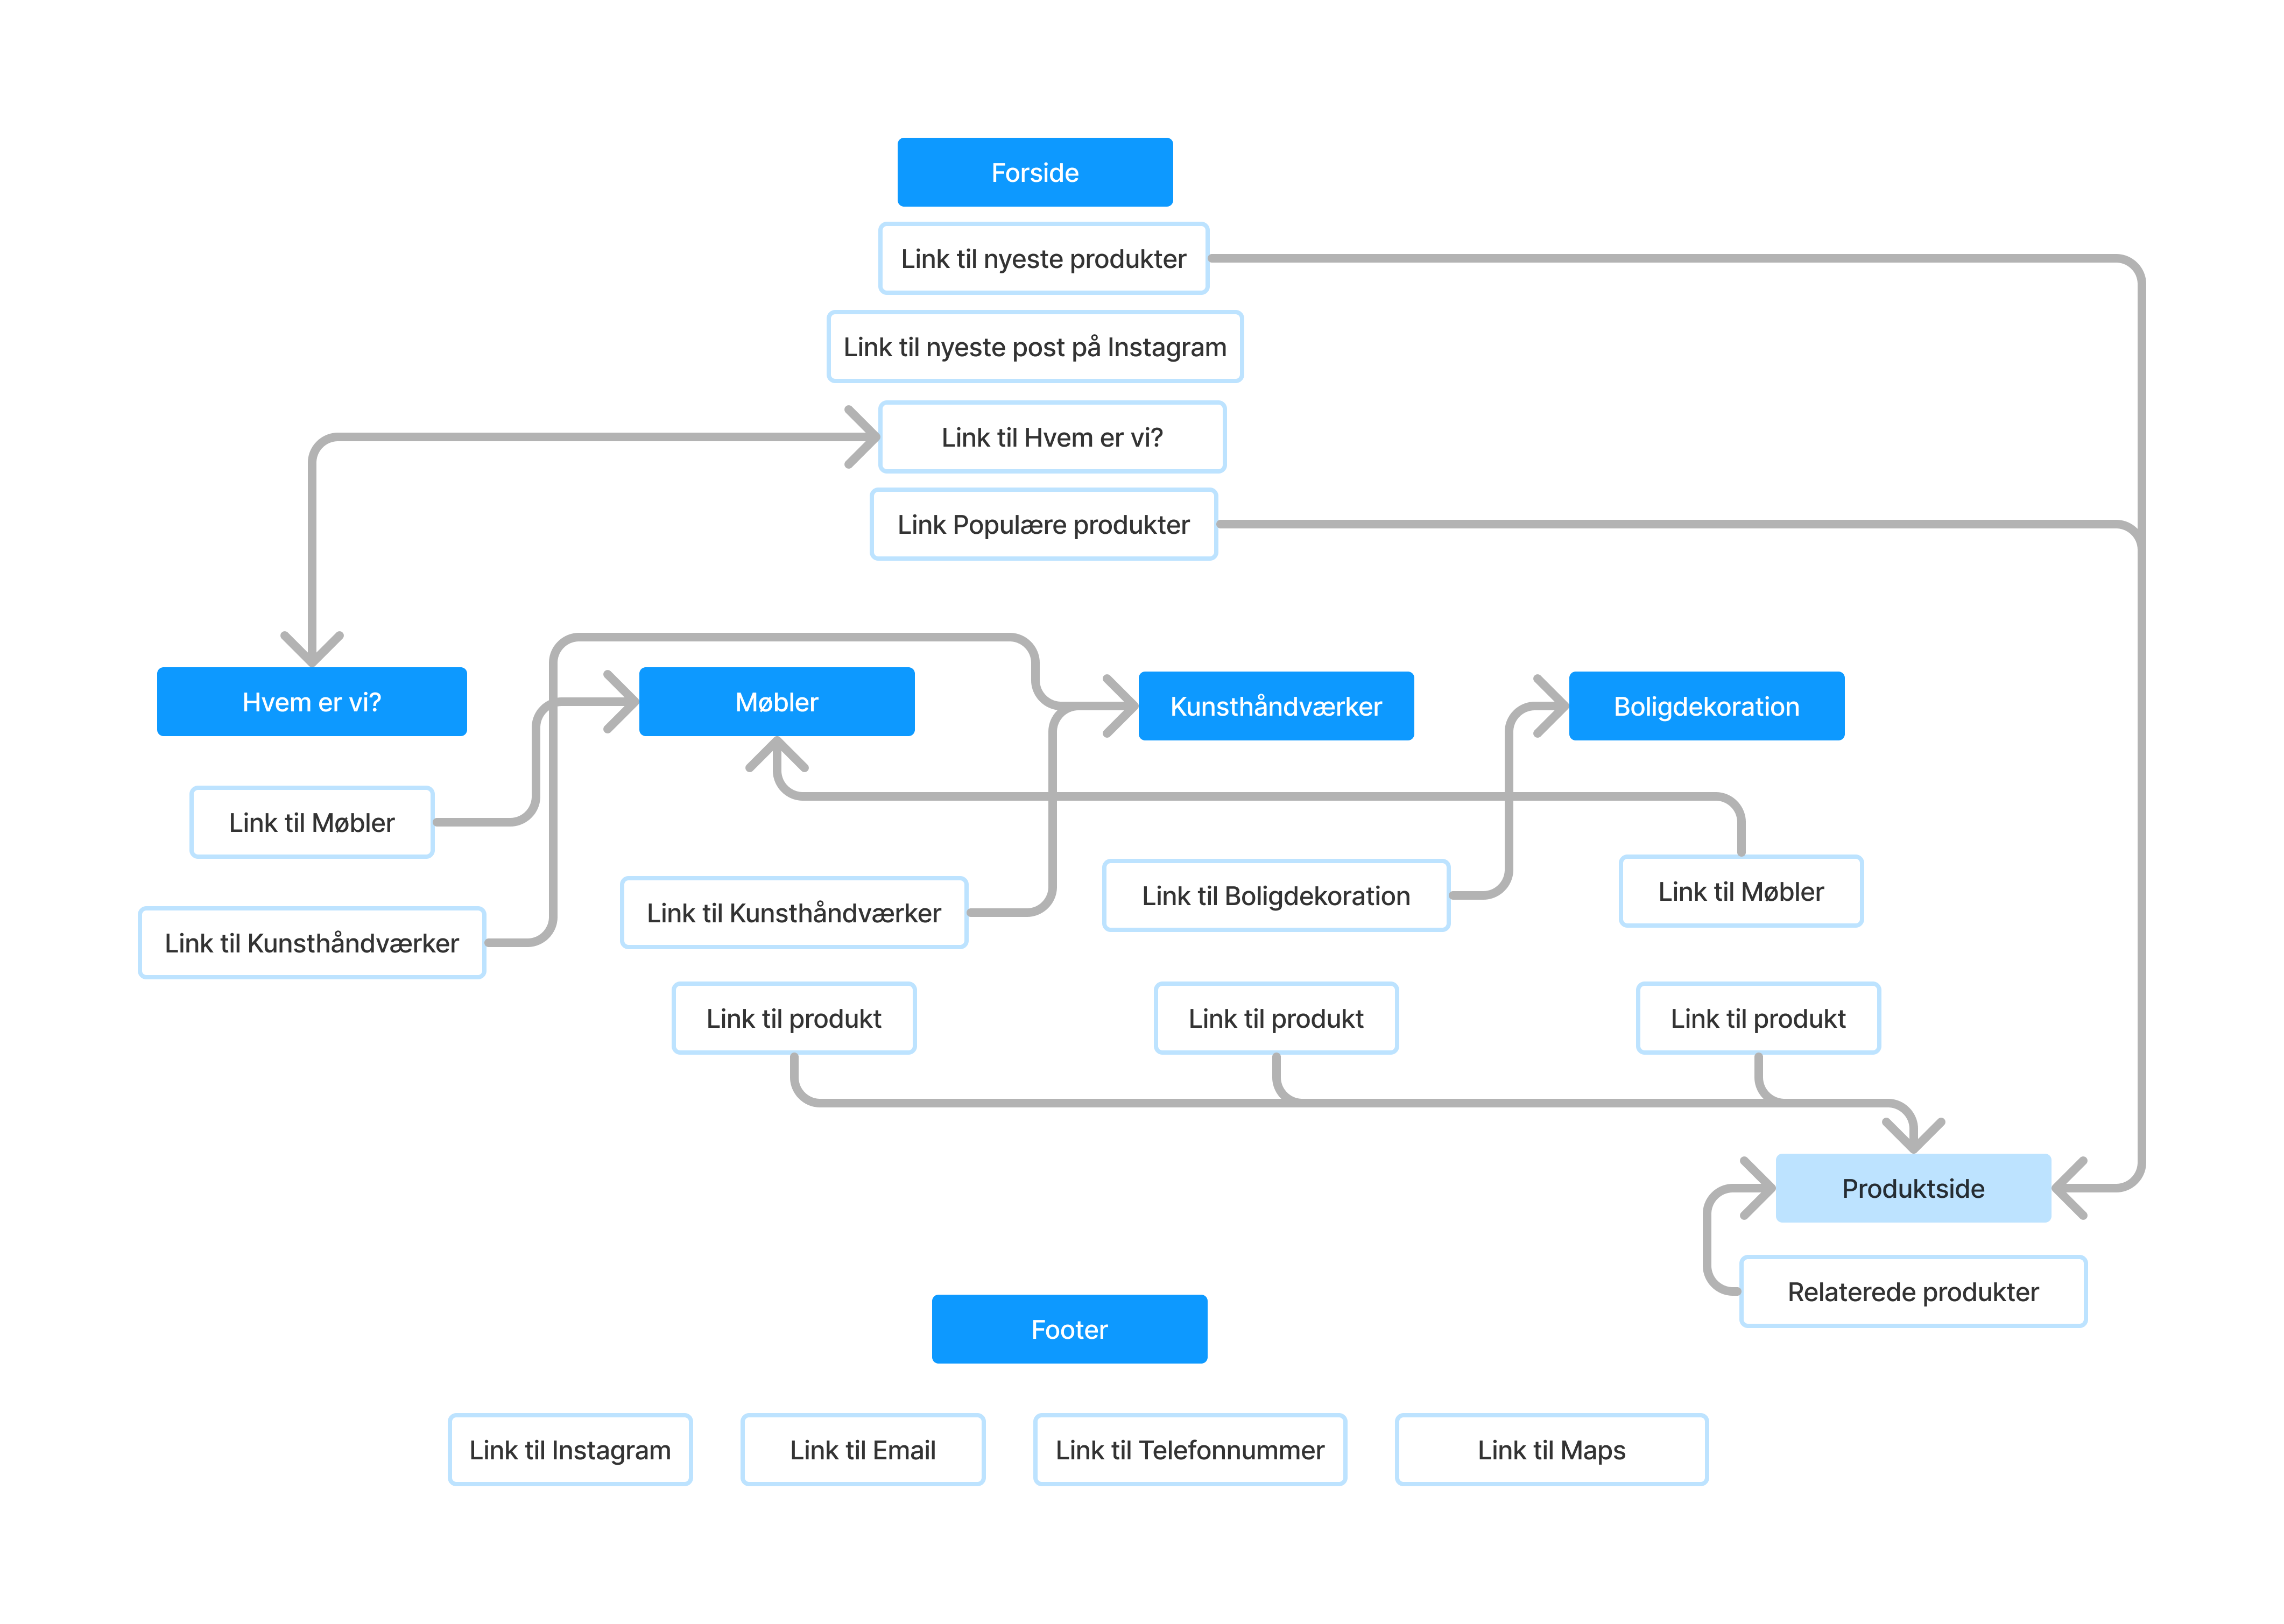 Forside
Link til nyeste produkter
Link til nyeste post på Instagram
Link til Hvem er vi?
Link Populære produkter
Hvem er vi?
Møbler
Kunsthåndværker
Boligdekoration
Link til Møbler
Link til Kunsthåndværker
Link til Kunsthåndværker
Link til Boligdekoration
Link til Møbler
Link til produkt
Link til produkt
Link til produkt
Produktside
Relaterede produkter
Footer
Link til Instagram
Link til Email
Link til Telefonnummer
Link til Maps